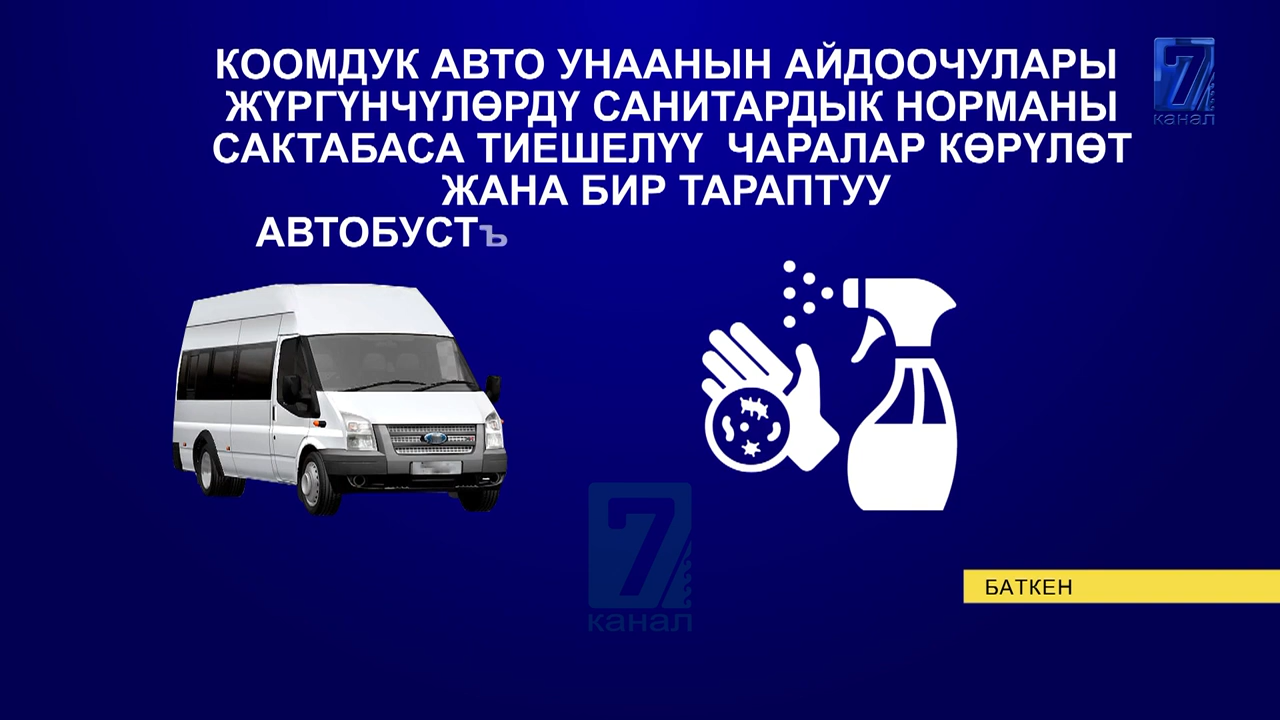 КООМДУК АВТО УНААНЫН АЙДООЧУЛАРЫ
ЖҮРГҮНЧҮЛӨРДҮ САНИТАРДЫК НОРМАНЫ
САКТАБАСА ТИЕШЕЛҮҮ ЧАРАЛАР КӨРҮЛӨТ
ЖАНА БИР ТАРАПТУУ
АВТОБУСТ
7
канал
7
канал
БАТКЕН